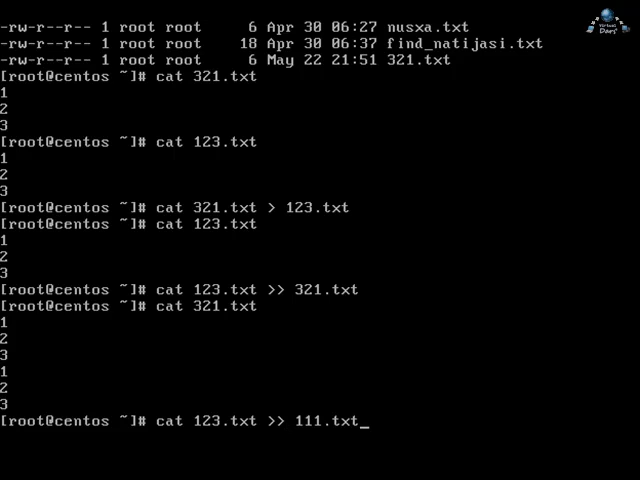 -rw-r--r-- 1 root root     6 Apr 30 06:27 nusxa.txt
-rw-r--r-- 1 root root    18 Apr 30 06:37 find_natijasi.txt
-rw-r--r-- 1 root root     6 May 22 21:51 321.txt
[root@centos ~]# cat 321.txt
1
2
3
[root@centos ~]# cat 123.txt
1
2
3
[root@centos ~]# cat 321.txt > 123.txt
[root@centos ~]# cat 123.txt
1
2
3
[root@centos ~]# cat 123.txt >> 321.txt
[root@centos ~]# cat 321.txt
1
2
3
1
2
3
[root@centos ~]# cat 123.txt >> 111.txt_
Virtual
Dars